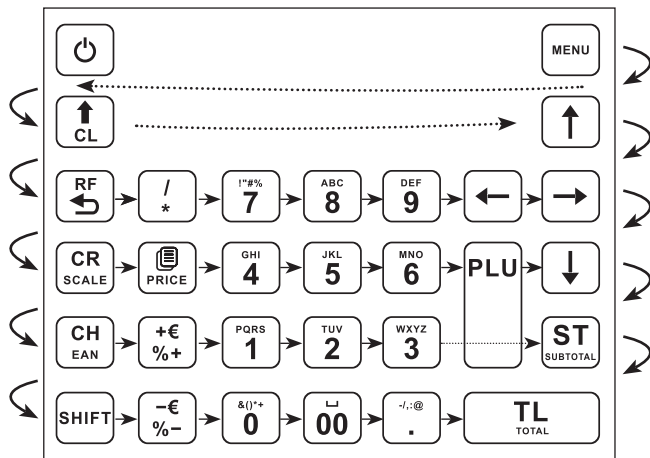 MENU
CL
RF / !"#% ABC DEF
* 7 8 9
CR GHI JKL MNO PLU
SCALE PRICE 4 5 6
CH +€ PQRS TUV WXYZ ST
EAN %+ 1 2 3 SUBTOTAL
SHIFT −€ &()*+ ⎵ -/,:@ TL
%− 0 00 . TOTAL